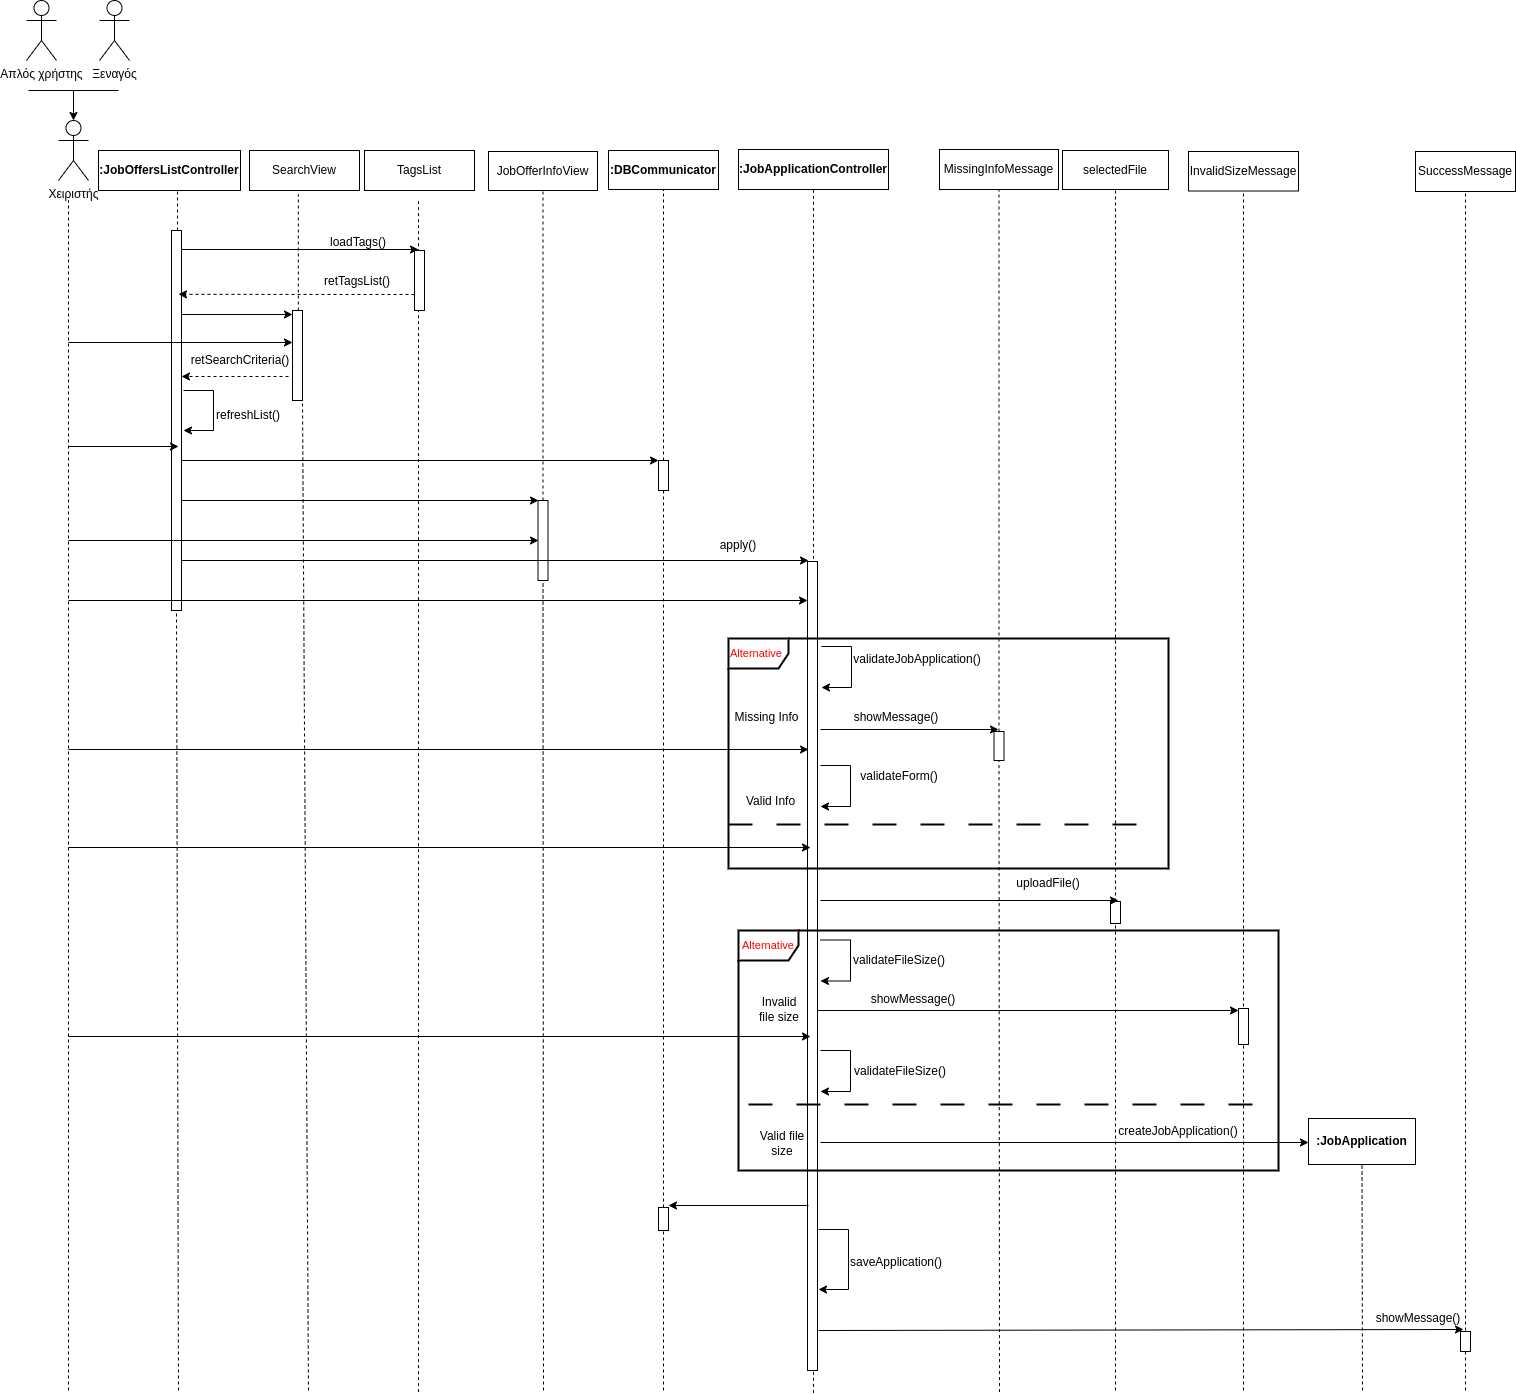 Απλός χρήστης
Ξεναγός
Χειριστής
:JobOffersListController
SearchView
TagsList
JobOfferInfoView
:DBCommunicator
:JobApplicationController
MissingInfoMessage
selectedFile
InvalidSizeMessage
SuccessMessage
loadTags()
retTagsList()
retSearchCriteria()
refreshList()
apply()
Alternative
validateJobApplication()
Missing Info
showMessage()
validateForm()
Valid Info
uploadFile()
Alternative
validateFileSize()
Invalid
file size
showMessage()
validateFileSize()
Valid file
size
createJobApplication()
:JobApplication
saveApplication()
showMessage()